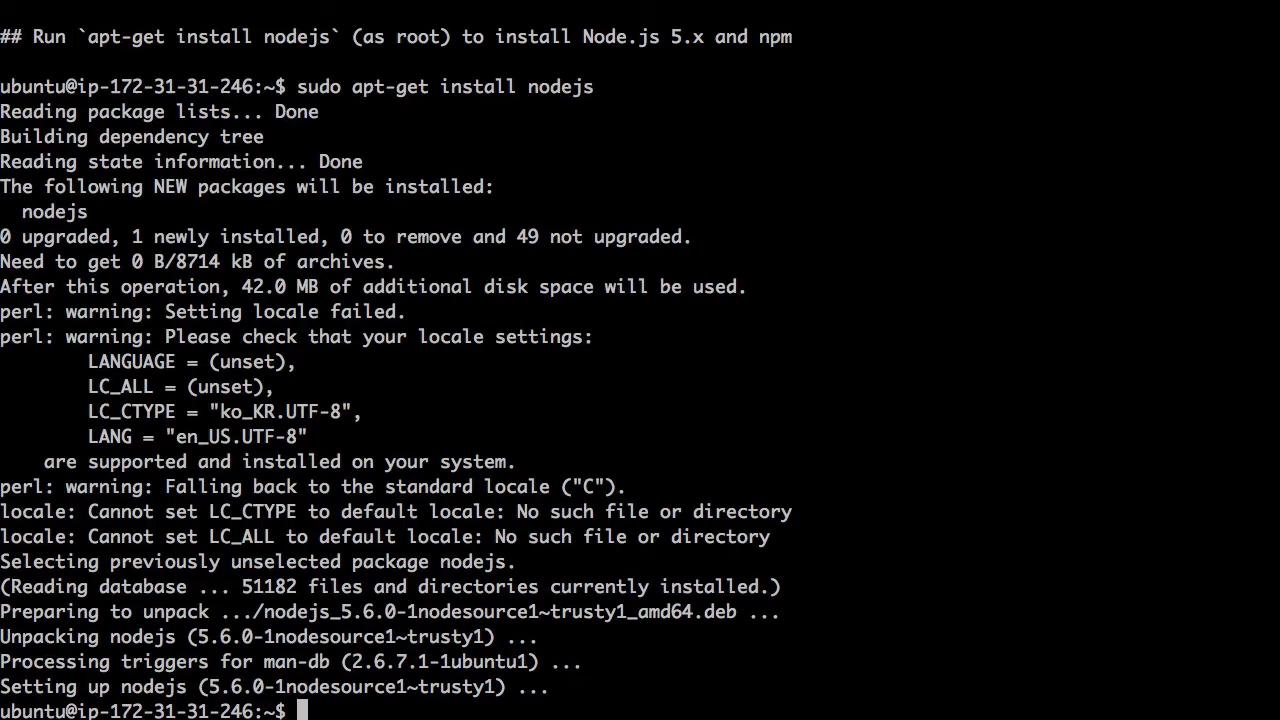 ## Run `apt-get install nodejs` (as root) to install Node.js 5.x and npm
ubuntu@ip-172-31-31-246:~$ sudo apt-get install nodejs
Reading package lists... Done
Building dependency tree
Reading state information... Done
The following NEW packages will be installed:
  nodejs
0 upgraded, 1 newly installed, 0 to remove and 49 not upgraded.
Need to get 0 B/8714 kB of archives.
After this operation, 42.0 MB of additional disk space will be used.
perl: warning: Setting locale failed.
perl: warning: Please check that your locale settings:
        LANGUAGE = (unset),
        LC_ALL = (unset),
        LC_CTYPE = "ko_KR.UTF-8",
        LANG = "en_US.UTF-8"
    are supported and installed on your system.
perl: warning: Falling back to the standard locale ("C").
locale: Cannot set LC_CTYPE to default locale: No such file or directory
locale: Cannot set LC_ALL to default locale: No such file or directory
Selecting previously unselected package nodejs.
(Reading database ... 51182 files and directories currently installed.)
Preparing to unpack .../nodejs_5.6.0-1nodesource1~trusty1_amd64.deb ...
Unpacking nodejs (5.6.0-1nodesource1~trusty1) ...
Processing triggers for man-db (2.6.7.1-1ubuntu1) ...
Setting up nodejs (5.6.0-1nodesource1~trusty1) ...
ubuntu@ip-172-31-31-246:~$